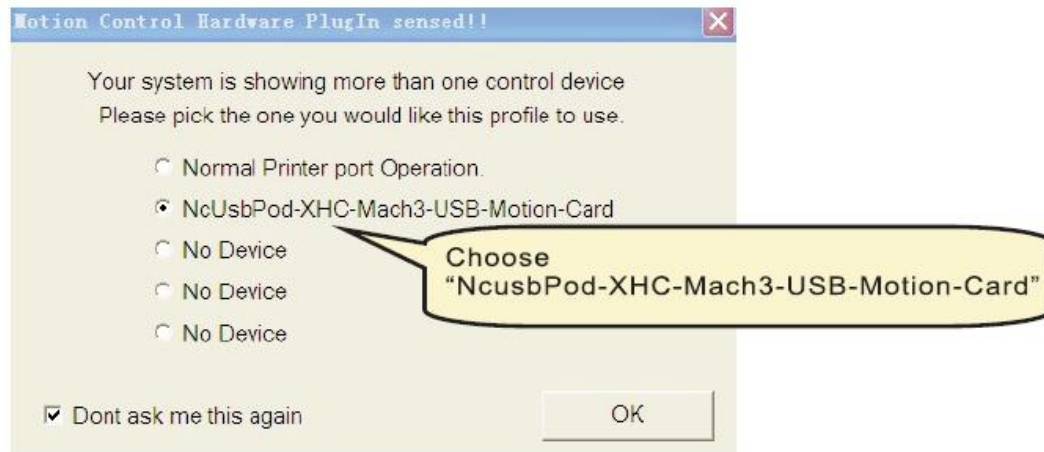 Motion Control Hardware PlugIn sensed!!
Your system is showing more than one control device
Please pick the one you would like this profile to use.
Normal Printer port Operation.
NcUsbPod-XHC-Mach3-USB-Motion-Card
No Device
Choose
“NcusbPod-XHC-Mach3-USB-Motion-Card”
No Device
No Device
Dont ask me this again
OK